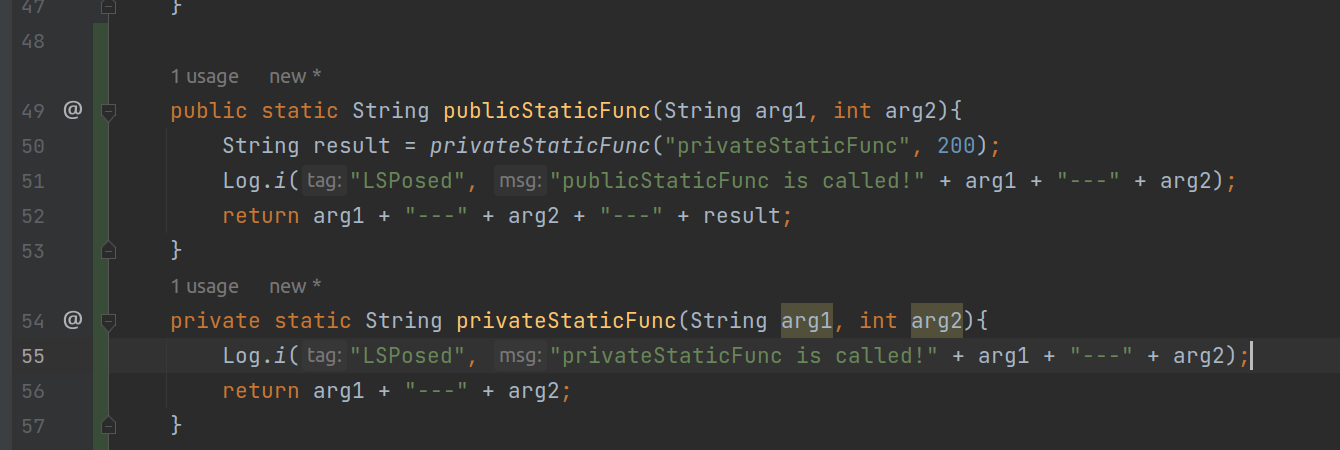 47 }
48
1 usage new *
49 @ public static String publicStaticFunc(String arg1, int arg2){
50 String result = privateStaticFunc("privateStaticFunc", 200);
51 Log.i( tag: "LSPosed", msg: "publicStaticFunc is called!" + arg1 + "---" + arg2);
52 return arg1 + "---" + arg2 + "---" + result;
53 }
1 usage new *
54 @ private static String privateStaticFunc(String arg1, int arg2){
55 Log.i( tag: "LSPosed", msg: "privateStaticFunc is called!" + arg1 + "---" + arg2);
56 return arg1 + "---" + arg2;
57 }